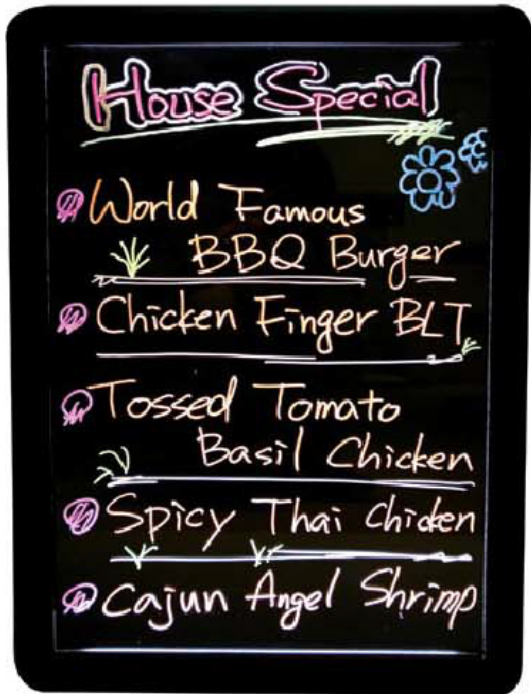 House Special
World Famous
BBQ Burger
Chicken Finger BLT
Tossed Tomato
Basil Chicken
Spicy Thai Chicken
Cajun Angel Shrimp